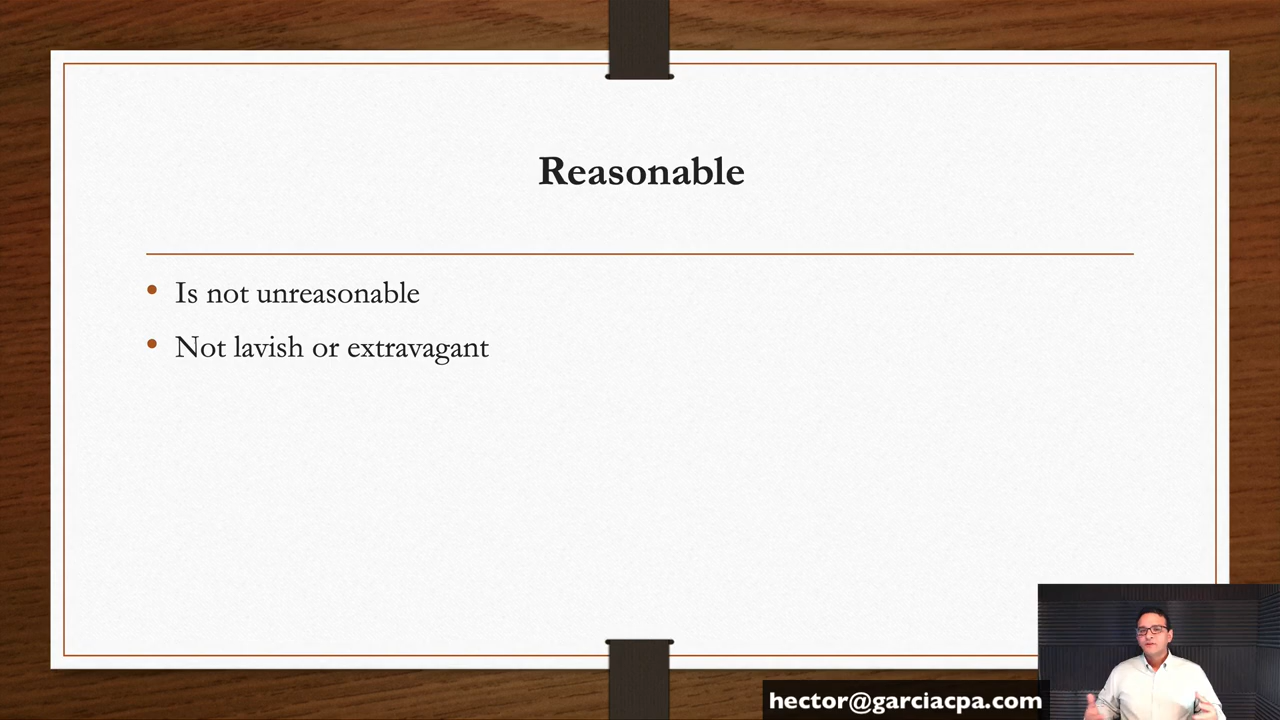 Reasonable
• Is not unreasonable
• Not lavish or extravagant
hector@garciacpa.com